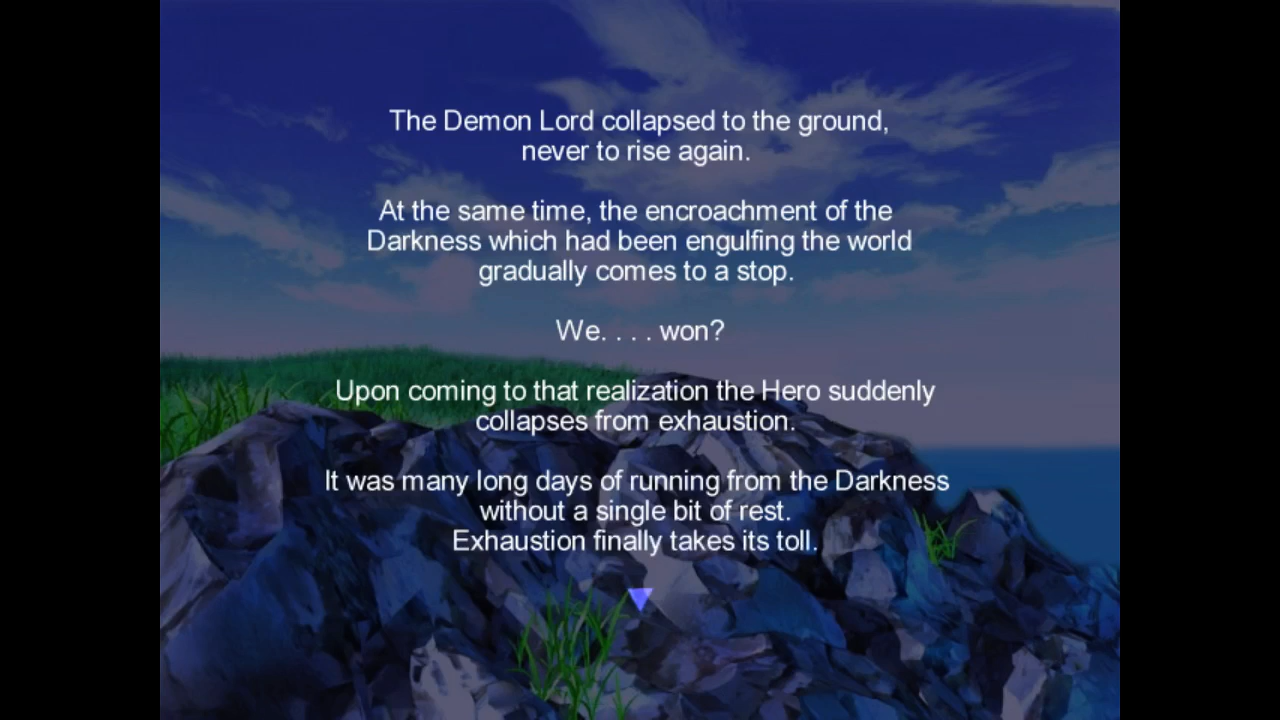 The Demon Lord collapsed to the ground,
never to rise again.
At the same time, the encroachment of the
Darkness which had been engulfing the world
gradually comes to a stop.
We. . . . won?
Upon coming to that realization the Hero suddenly
collapses from exhaustion.
It was many long days of running from the Darkness
without a single bit of rest.
Exhaustion finally takes its toll.